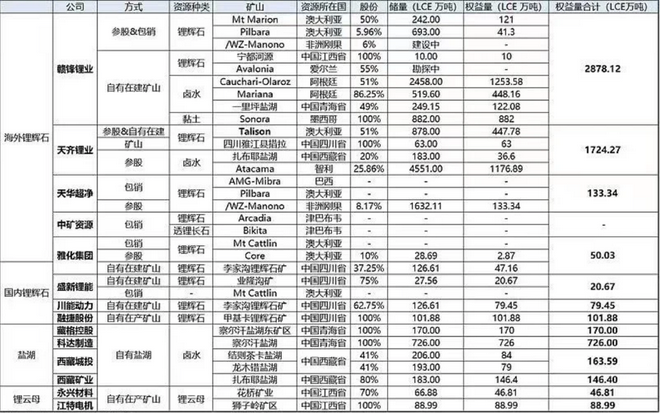 公司 方式 资源种类 矿山 资源所在国 股份 储量（LCE 万吨） 权益量（LCE 万吨） 权益量合计（LCE 万吨）
海外锂辉石 赣锋锂业 参股&包销 锂辉石 Mt Marion 澳大利亚 50% 242.00 121 2878.12
Pilbara 澳大利亚 5.96% 693.00 41.3
/WZ-Manono 非洲刚果 6% 建设中 -
自有在建矿山 锂辉石 宁都河源 中国江西省 100% 10.00 10
Avalonia 爱尔兰 55% 勘探中 -
卤水 Cauchari-Olaroz 阿根廷 51% 2458.00 1253.58
Mariana 阿根廷 86.25% 519.60 448.16
一里坪盐湖 中国青海省 49% 249.15 122.08
黏土 Sonora 墨西哥 100% 882.00 882
天齐锂业 参股&自有在建 锂辉石 Talison 澳大利亚 51% 878.00 447.78 1724.27
矿山 四川雅江县措拉 中国四川省 100% 63.00 63
参股 卤水 扎布耶盐湖 中国西藏省 20% 183.00 36.6
Atacama 智利 25.86% 4551.00 1176.89
天华超净 包销 锂辉石 AMG-Mibra 巴西 - - - 133.34
Pilbara 澳大利亚 - - -
参股 /WZ-Manono 非洲刚果 8.17% 1632.11 133.34
中矿资源 包销 锂辉石 Arcadia 津巴布韦 - - - -
透锂长石 Bikita 津巴布韦 - - -
雅化集团 包销 锂辉石 Mt Cattlin 澳大利亚 - - - 50.03
参股 Core 澳大利亚 10% 28.69 2.87
国内锂辉石 自有在建矿山 锂辉石 李家沟锂辉石矿 中国四川省 37.25% 126.61 47.16
盛新锂能 自有在建矿山 锂辉石 业隆沟矿 中国四川省 75% 27.56 20.67 20.67
包销 - Mt Cattlin 澳大利亚 - - -
川能动力 自有在建矿山 锂辉石 李家沟锂辉石矿 中国四川省 62.75% 126.61 79.45 79.45
融捷股份 自有在产矿山 锂辉石 甲基卡锂辉石矿 中国四川省 100% 101.88 101.88 101.88
盐湖 藏格控股 自有盐湖 卤水 察尔汗盐湖东矿区 中国青海省 100% 170.00 170 170.00
科达制造 察尔汗盐湖 中国青海省 100% 726.00 726 726.00
西藏城投 结则茶卡盐湖 中国西藏省 41% 206.00 84 163.59
龙木错盐湖 41% 193.00 79
西藏矿业 扎布耶盐湖 80% 183.00 146.4 146.40
锂云母 永兴材料 自有在产矿山 锂云母 花桥矿业 中国江西省 70% 66.88 46.81 46.81
江特电机 狮子岭矿区 中国江西省 100% 88.99 88.99 88.99